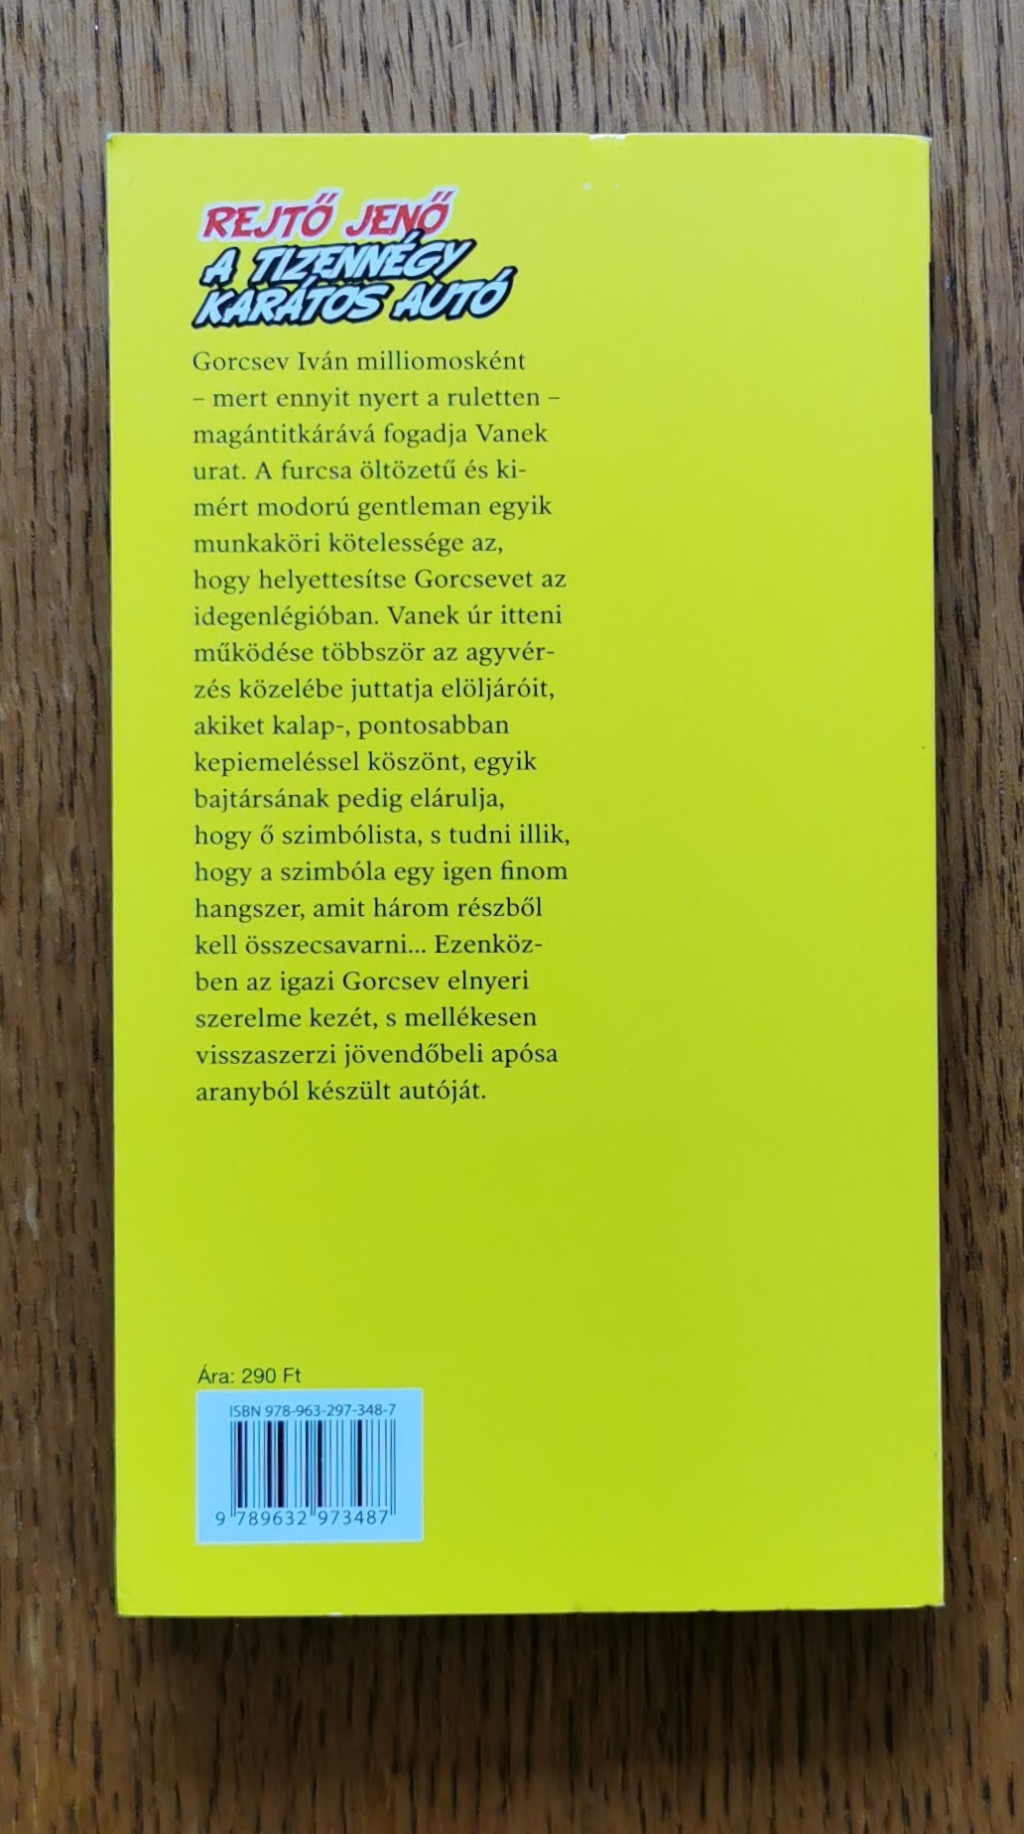 REJTŐ JENŐ
A TIZENNÉGY
KARÁTOS AUTÓ
Gorcsev Iván milliomosként
– mert ennyit nyert a ruletten –
magántitkárává fogadja Vanek
urat. A furcsa öltözetű és ki-
mért modorú gentleman egyik
munkaköri kötelessége az,
hogy helyettesítse Gorcsevet az
idegenlégióban. Vanek úr itteni
működése többször az agyvér-
zés közelébe juttatja elöljáróit,
akiket kalap-, pontosabban
kepiemeléssel köszönt, egyik
bajtársának pedig elárulja,
hogy ő szimbólista, s tudni illik,
hogy a szimbóla egy igen finom
hangszer, amit három részből
kell összecsavarni... Ezenköz-
ben az igazi Gorcsev elnyeri
szerelme kezét, s mellékesen
visszaszerzi jövendőbeli apósa
aranyból készült autóját.
Ára: 290 Ft
ISBN 978-963-297-348-7
9 789632 973487